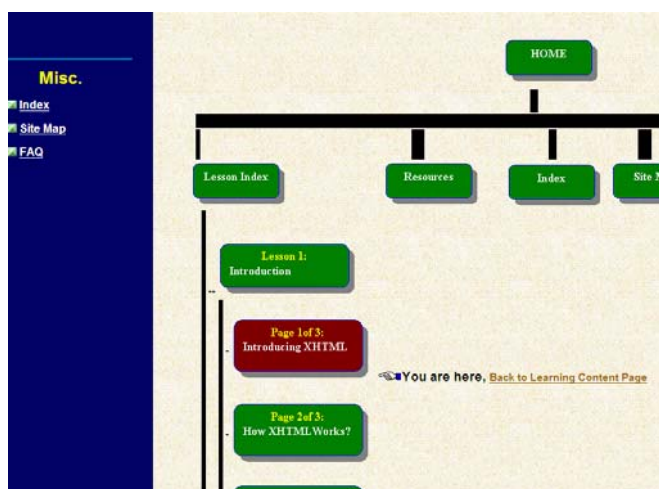 Misc.
Index
Site Map
FAQ
HOME
Lesson Index
Resources
Index
Site M
Lesson 1:
Introduction
Page 1of 3:
Introducing XHTML
You are here, Back to Learning Content Page
Page 2of 3:
How XHTML Works?